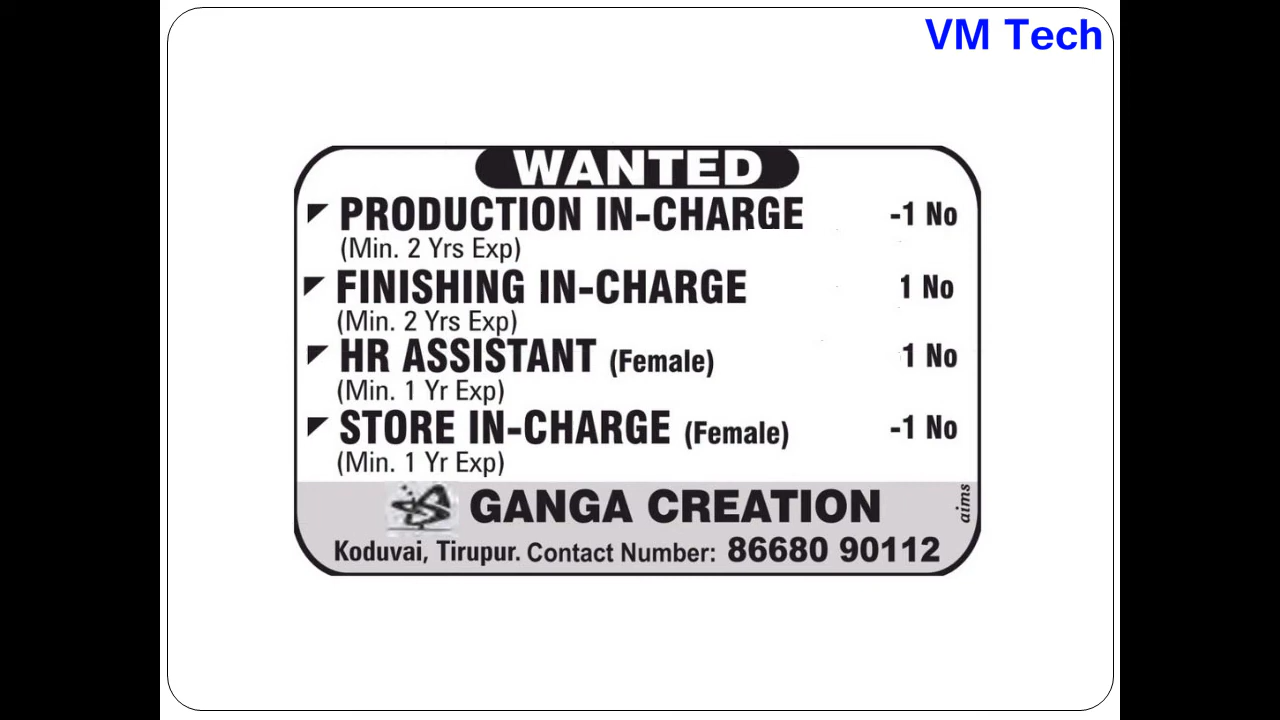 VM Tech
WANTED
PRODUCTION IN-CHARGE -1 No
(Min. 2 Yrs Exp)
FINISHING IN-CHARGE 1 No
(Min. 2 Yrs Exp)
HR ASSISTANT (Female) 1 No
(Min. 1 Yr Exp)
STORE IN-CHARGE (Female) -1 No
(Min. 1 Yr Exp)
GANGA CREATION
aims
Koduvai, Tirupur. Contact Number: 86680 90112